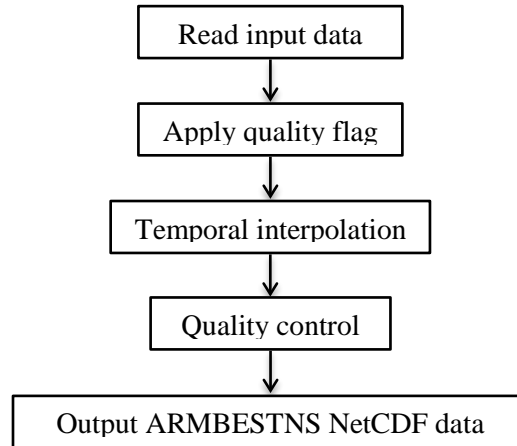 Read input data
Apply quality flag
Temporal interpolation
Quality control
Output ARMBESTNS NetCDF data